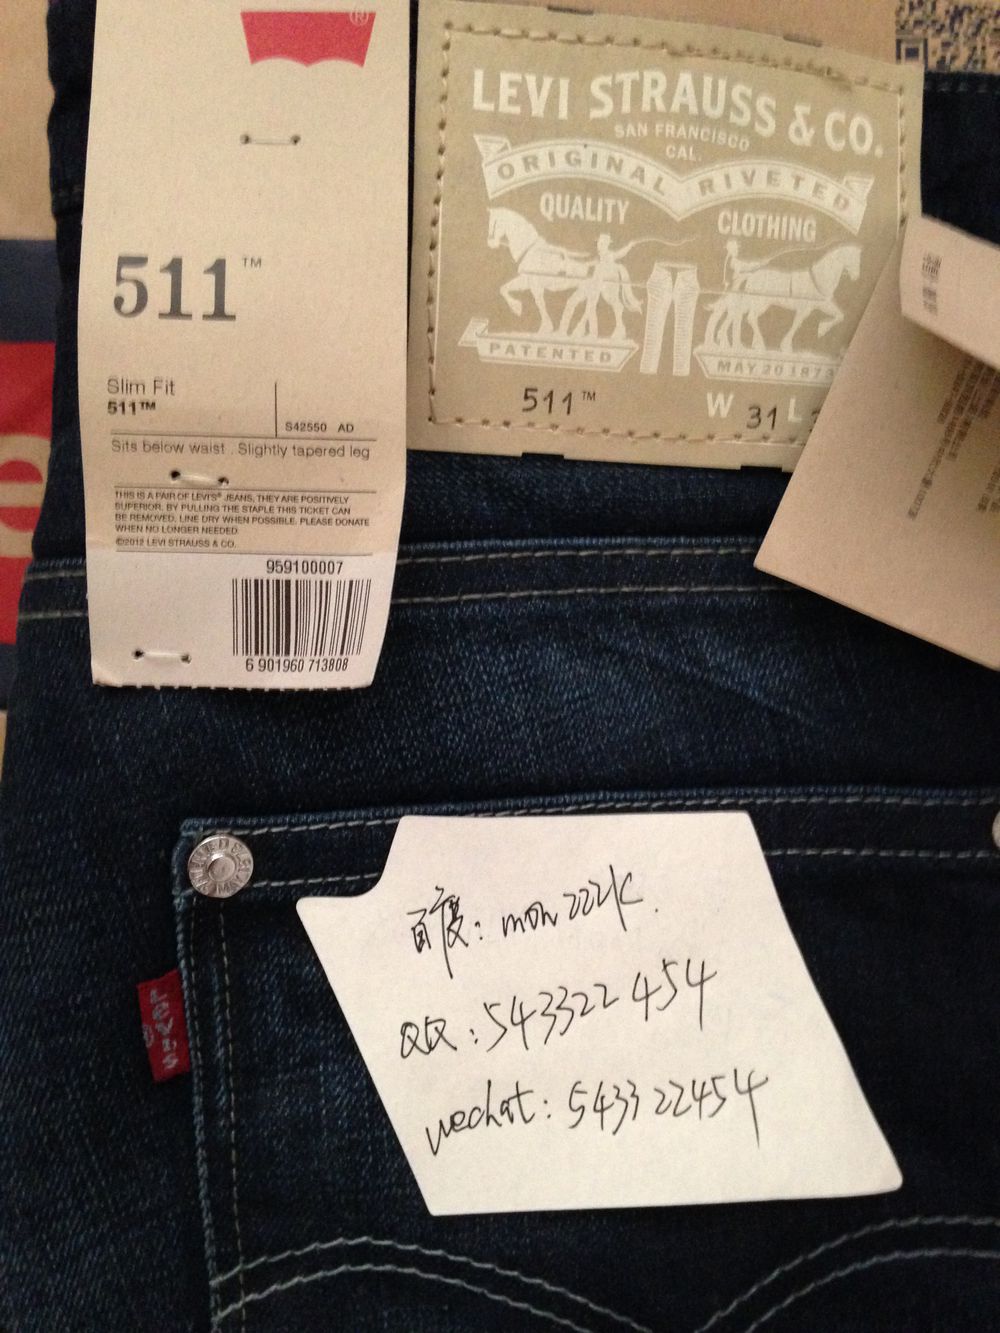 ®
511™
Slim Fit
511™
S42550 AD
Sits below waist . Slightly tapered leg
THIS IS A PAIR OF LEVI'S® JEANS, THEY ARE POSITIVELY
SUPERIOR. BY PULLING THE STAPLE THIS TICKET CAN
BE REMOVED. LINE DRY WHEN POSSIBLE. PLEASE DONATE
WHEN NO LONGER NEEDED.
©2012 LEVI STRAUSS & CO.
959100007
6 901960 713808
LEVI STRAUSS & CO.
SAN FRANCISCO
CAL.
ORIGINAL RIVETED
QUALITY CLOTHING
PATENTED MAY 20 1873
511™ W 31 L
百度: mon222k.
QQ: 543322454
wechat: 543322454
LEVI'S
®